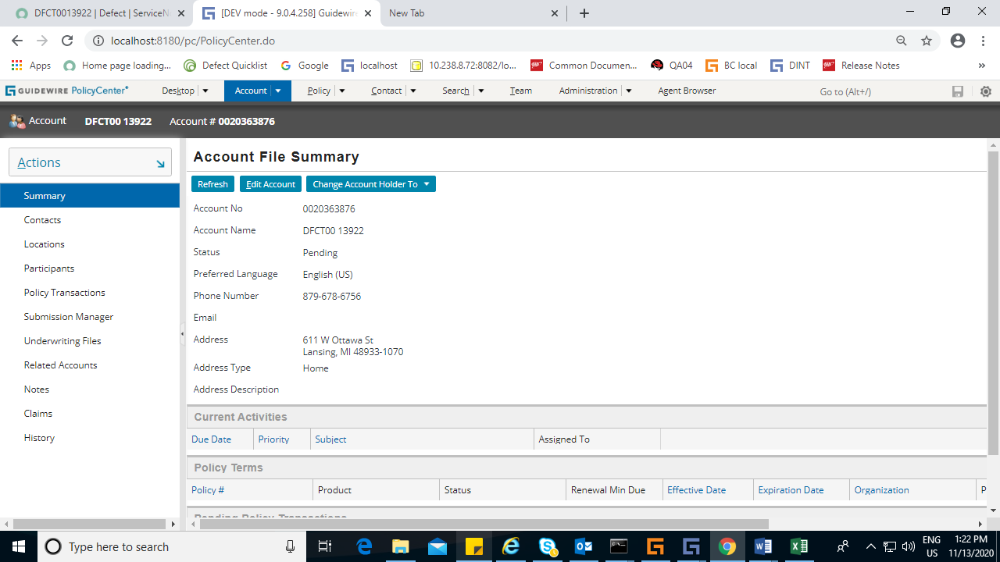 DFCT0013922 | Defect | ServiceN
[DEV mode - 9.0.4.258] Guidewire
New Tab
localhost:8180/pc/PolicyCenter.do
Apps
Home page loading...
Defect Quicklist
Google
localhost
10.238.8.72:8082/lo...
Common Documen...
QA04
BC local
DINT
Release Notes
»
GUIDEWIRE PolicyCenter
Desktop
Account
Policy
Contact
Search
Team
Administration
Agent Browser
Go to (Alt+/)
Account DFCT00 13922 Account # 0020363876
Actions
Summary
Contacts
Locations
Participants
Policy Transactions
Submission Manager
Underwriting Files
Related Accounts
Notes
Claims
History
Account File Summary
Refresh
Edit Account
Change Account Holder To
Account No 0020363876
Account Name DFCT00 13922
Status Pending
Preferred Language English (US)
Phone Number 879-678-6756
Email
Address 611 W Ottawa St
Lansing, MI 48933-1070
Address Type Home
Address Description
Current Activities
Due Date Priority Subject Assigned To
Policy Terms
Policy # Product Status Renewal Min Due Effective Date Expiration Date Organization P
Pending Policy Transactions
Type here to search
ENG
US
1:22 PM
11/13/2020